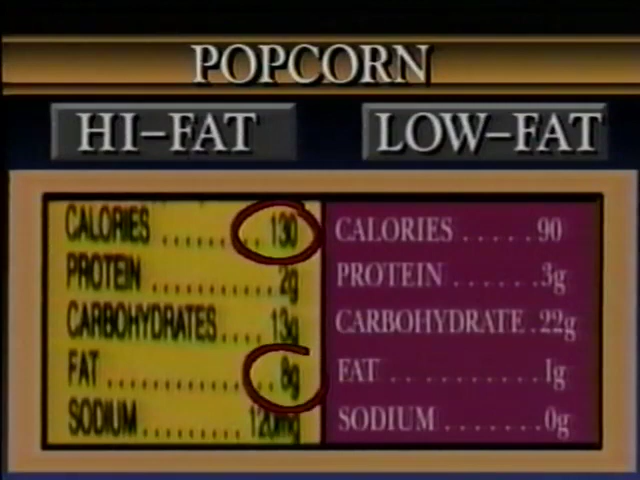 POPCORN
HI-FAT
LOW-FAT
CALORIES ........ 130
PROTEIN ............ 2g
CARBOHYDRATES.... 13g
FAT .............. 8g
SODIUM......... 120mg
CALORIES ..... 90
PROTEIN ......3g
CARBOHYDRATE .22g
FAT .......... 1g
SODIUM .......0g